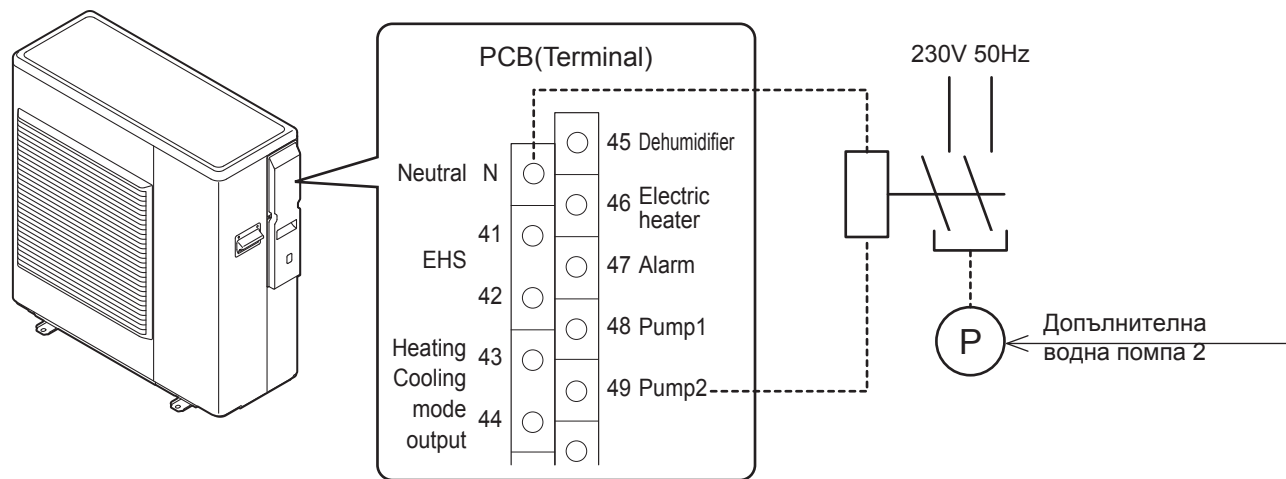 PCB(Terminal)
230V 50Hz
45 Dehumidifier
Neutral N
46 Electric
heater
41
EHS
47 Alarm
42
48 Pump1
Heating
Cooling
mode
output
43
44
49 Pump2
P
Допълнителна
водна помпа 2